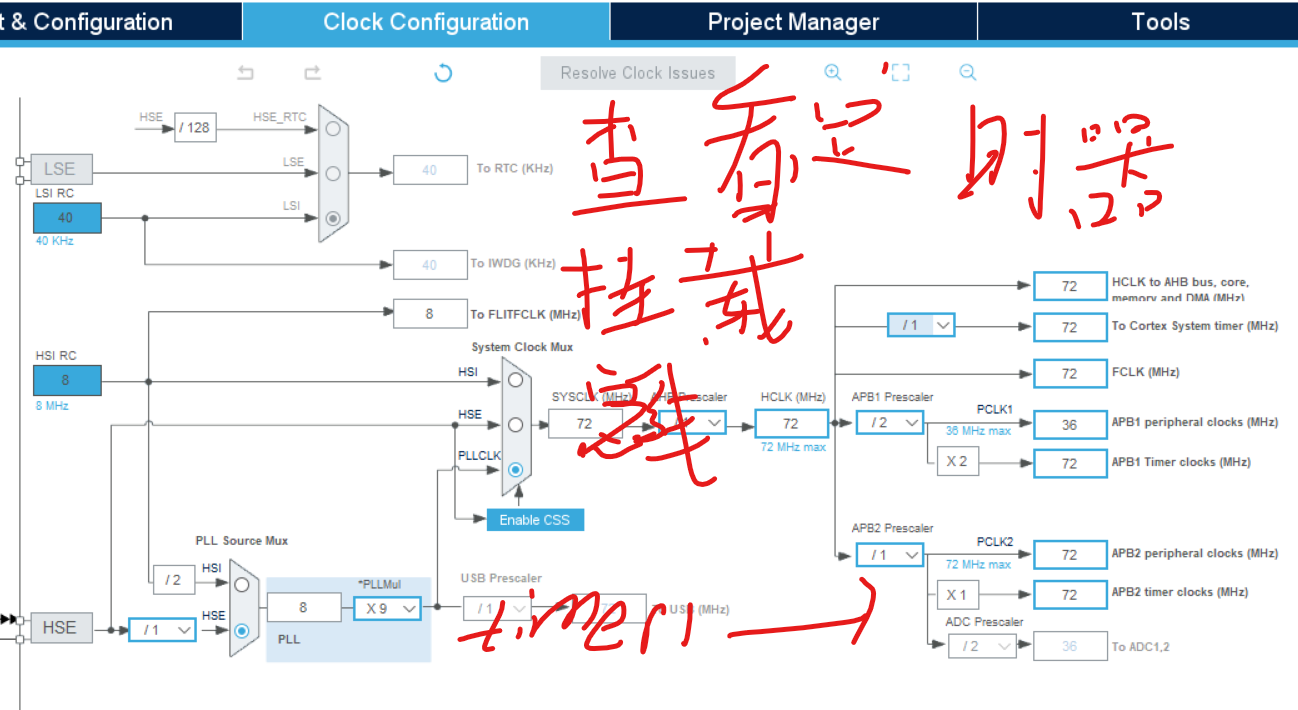 t & Configuration
Clock Configuration
Project Manager
Tools
Resolve Clock Issues
HSE
/ 128
HSE_RTC
LSE
LSE
LSI RC
40
40 KHz
LSI
40
To RTC (KHz)
40
To IWDG (KHz)
8
To FLITFCLK (MHz)
查看定时器
挂载
HSI RC
8
8 MHz
System Clock Mux
HSI
HSE
PLLCLK
Enable CSS
SYSCLK (MHz)
72
AHB Prescaler
HCLK (MHz)
72
72 MHz max
72
HCLK to AHB bus, core,
memory and DMA (MHz)
/ 1
72
To Cortex System timer (MHz)
72
FCLK (MHz)
APB1 Prescaler
/ 2
PCLK1
36 MHz max
36
APB1 peripheral clocks (MHz)
X 2
72
APB1 Timer clocks (MHz)
APB2 Prescaler
/ 1
PCLK2
72 MHz max
72
APB2 peripheral clocks (MHz)
X 1
72
APB2 timer clocks (MHz)
ADC Prescaler
/ 2
36
To ADC1,2
PLL Source Mux
/ 2
HSI
HSE
HSE
/ 1
8
PLL
*PLLMul
X 9
USB Prescaler
/ 1
To USB (MHz)
timer1